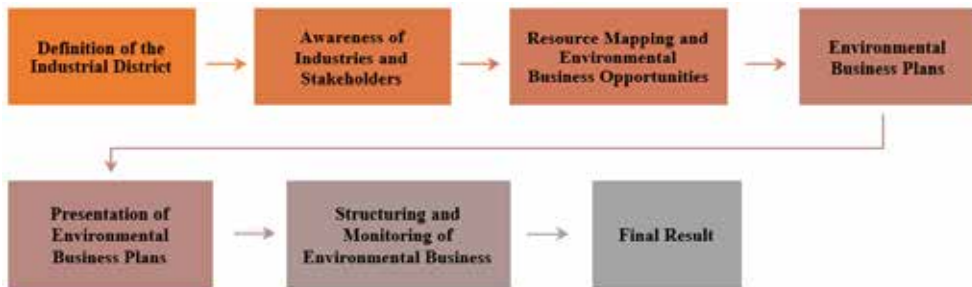 Definition of the
Industrial District
Awareness of
Industries and
Stakeholders
Resource Mapping and
Environmental
Business Opportunities
Environmental
Business Plans
Presentation of
Environmental
Business Plans
Structuring and
Monitoring of
Environmental Business
Final Result